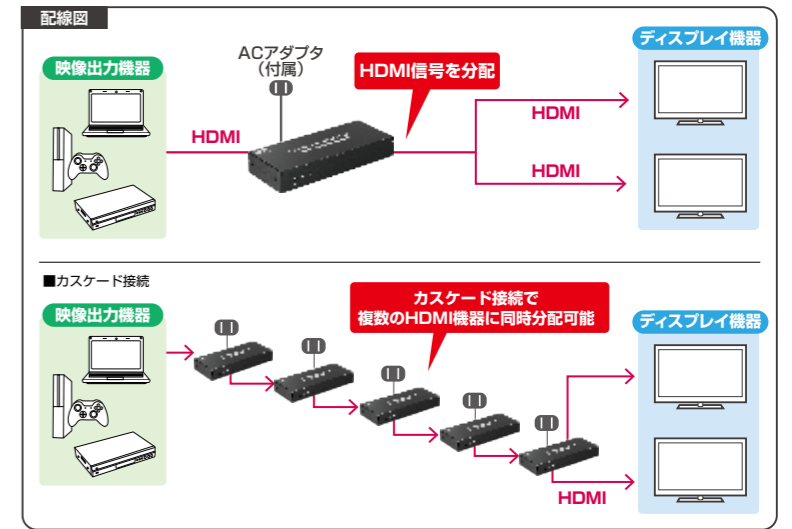 配線図
映像出力機器
ACアダプタ
（付属）
HDMI信号を分配
ディスプレイ機器
HDMI
HDMI
HDMI
■カスケード接続
映像出力機器
カスケード接続で
複数のHDMI機器に同時分配可能
ディスプレイ機器
HDMI